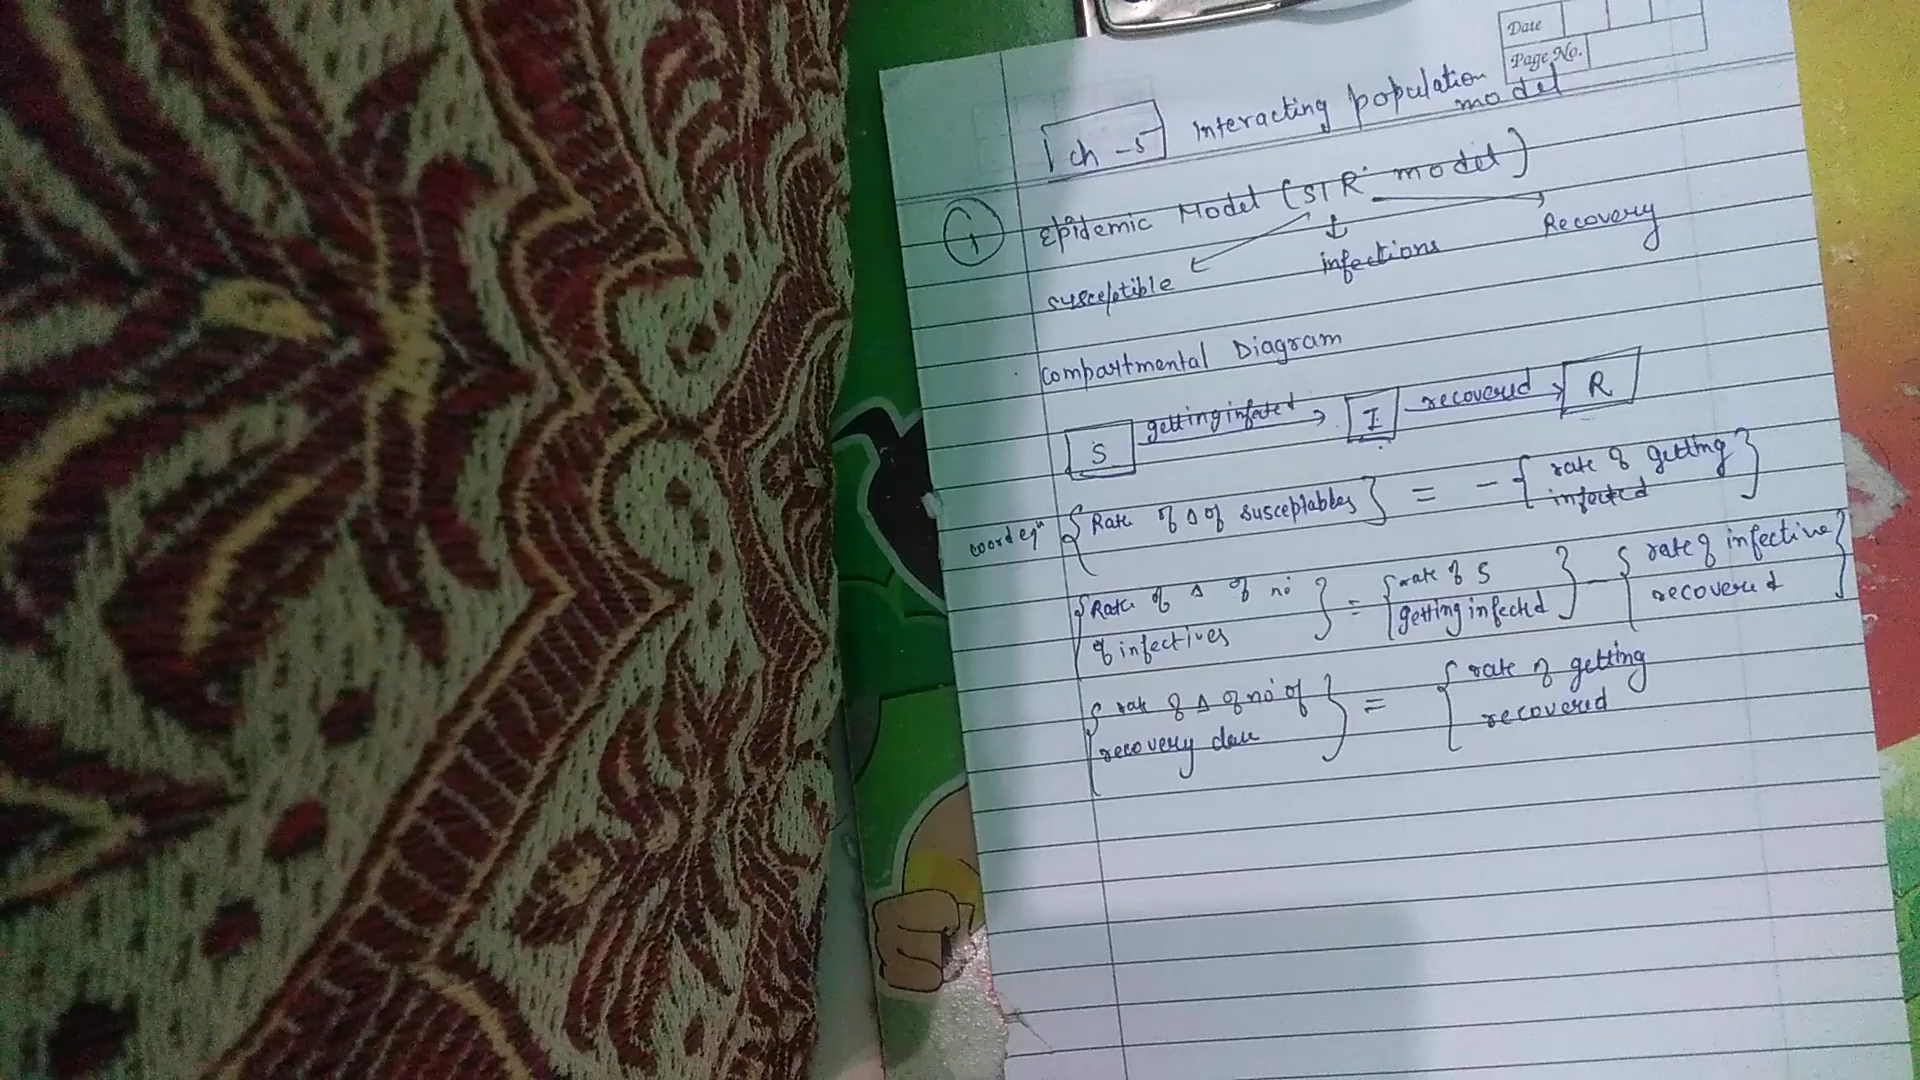 Date
Page No.
ch-5 Interacting population model
1 Epidemic Model (SIR model)
susceptible infections Recovery
compartmental Diagram
S getting infected → I recovered → R
word eqn { Rate of Δ of susceptables } = - { rate of getting infected }
{ Rate of Δ of no of infectives } = { rate of S getting infected } - { rate of infective recovered }
{ rate of Δ of no of recovery } = { rate of getting recovered }